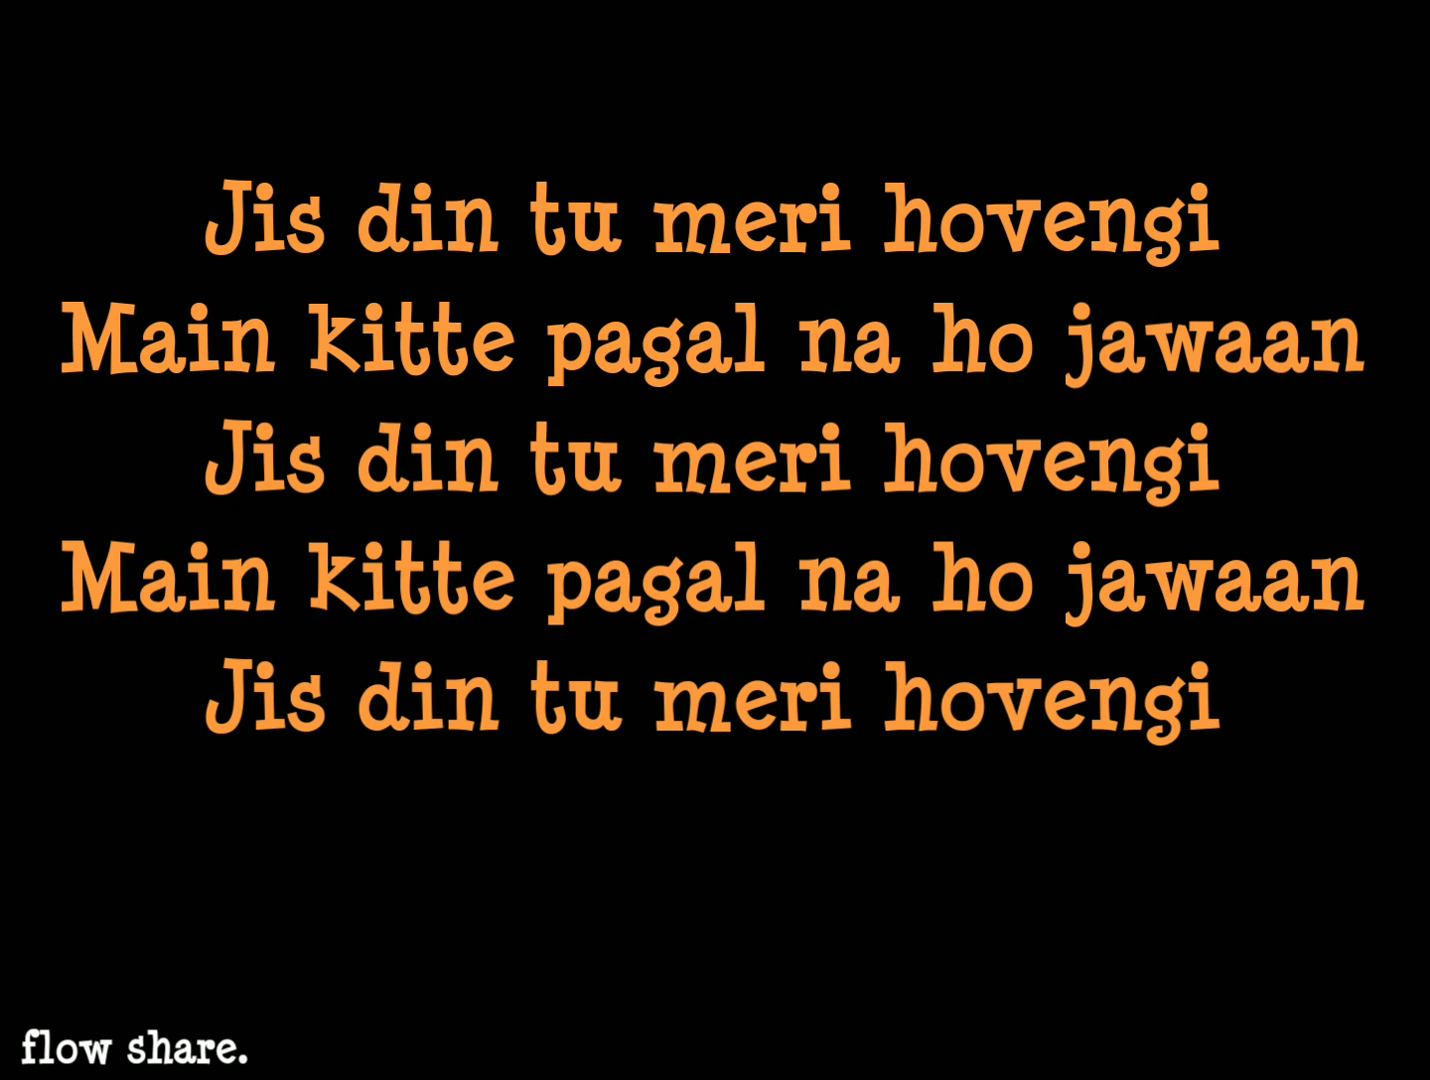 Jis din tu meri hovengi
Main kitte pagal na ho jawaan
Jis din tu meri hovengi
Main kitte pagal na ho jawaan
Jis din tu meri hovengi
flow share.